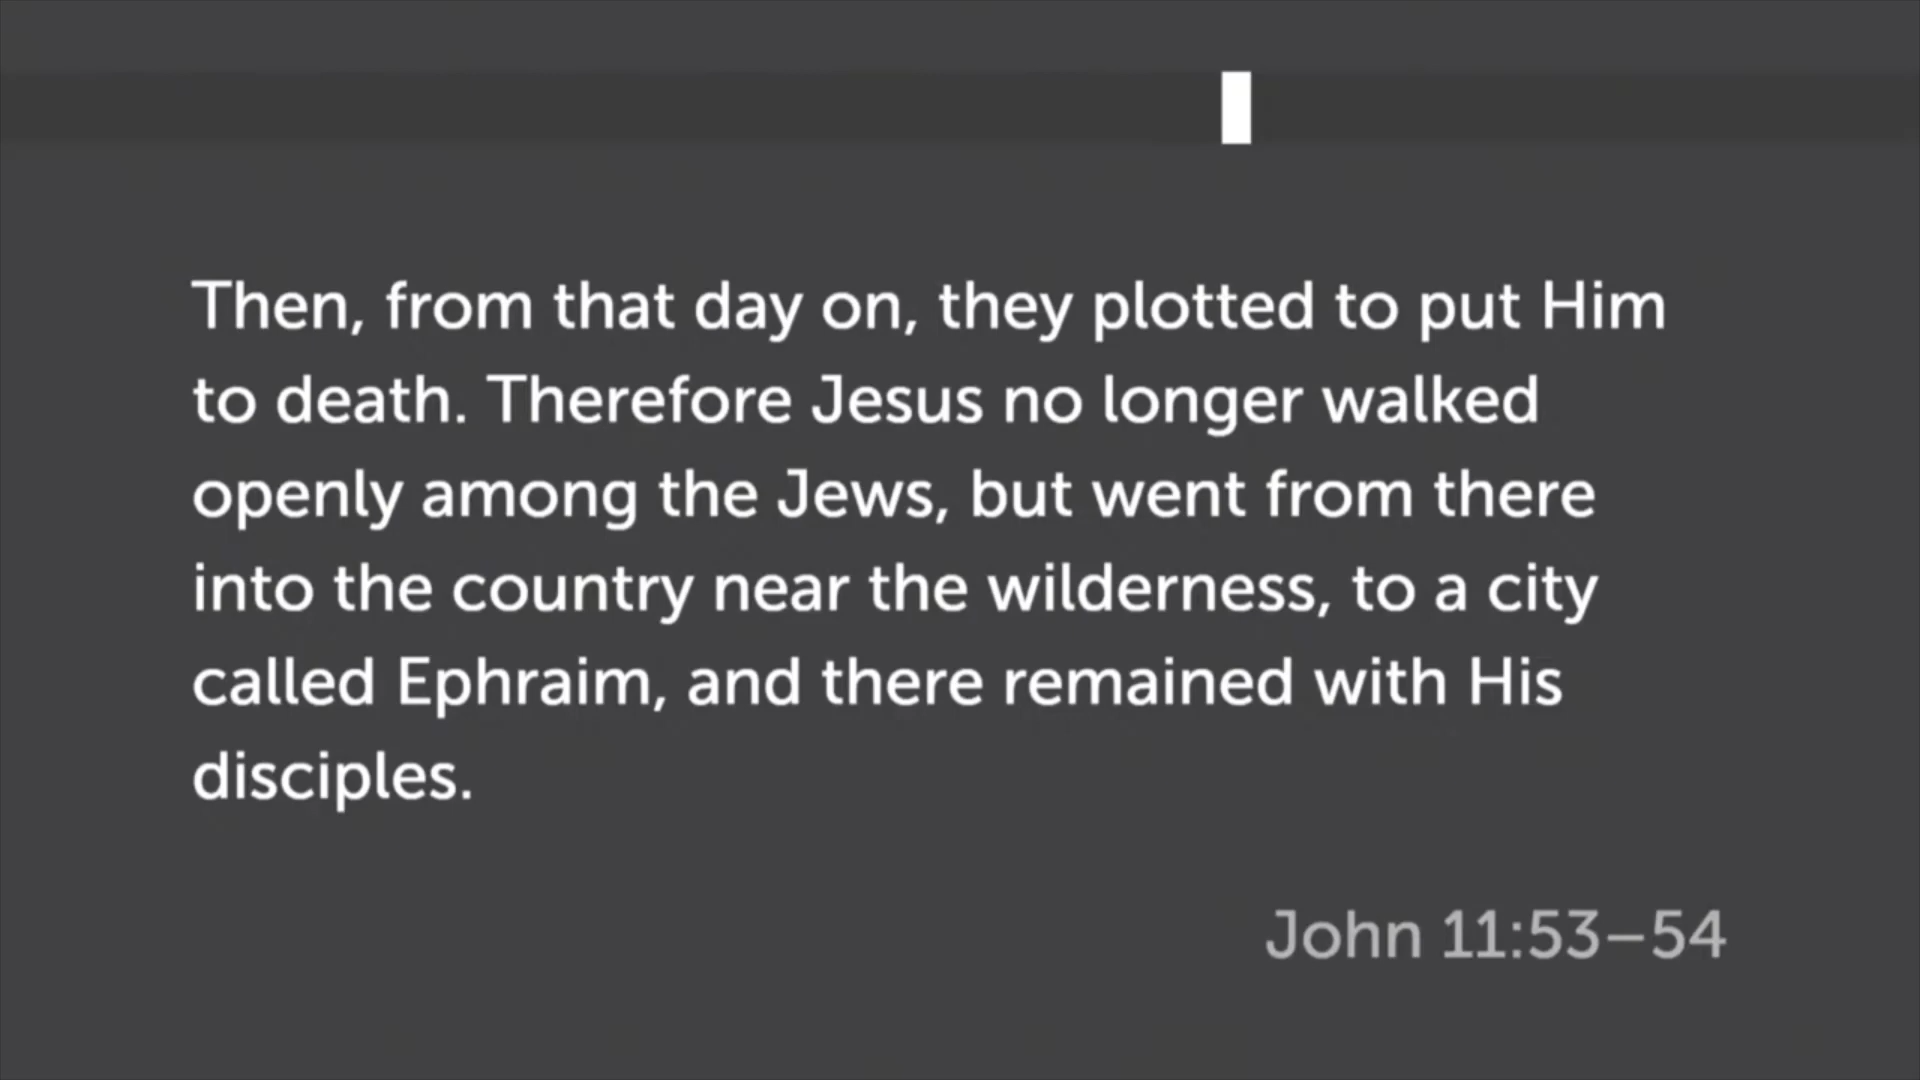 Then, from that day on, they plotted to put Him
to death. Therefore Jesus no longer walked
openly among the Jews, but went from there
into the country near the wilderness, to a city
called Ephraim, and there remained with His
disciples.
John 11:53–54